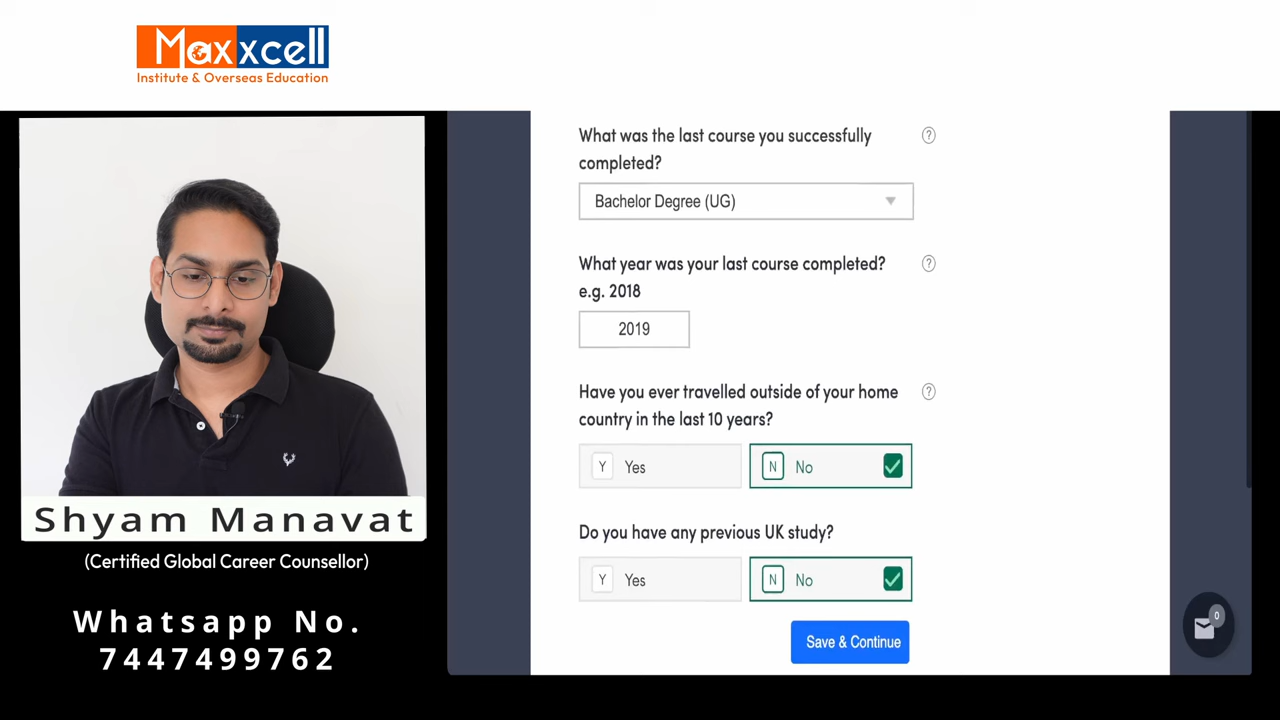 Maxxcell
Institute & Overseas Education
What was the last course you successfully
completed?
?
Bachelor Degree (UG)
What year was your last course completed?
e.g. 2018
?
2019
Have you ever travelled outside of your home
country in the last 10 years?
?
Y Yes
N No
Do you have any previous UK study?
Y Yes
N No
Save & Continue
0
Shyam Manavat
(Certified Global Career Counsellor)
Whatsapp No.
7447499762